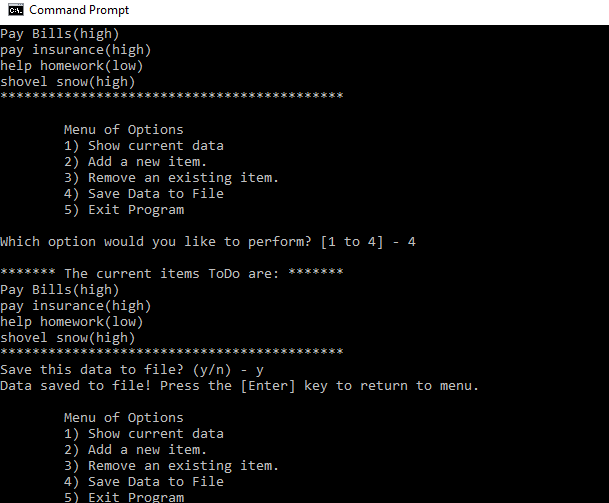 Command Prompt
Pay Bills(high)
pay insurance(high)
help homework(low)
shovel snow(high)
*******************************************
Menu of Options
1) Show current data
2) Add a new item.
3) Remove an existing item.
4) Save Data to File
5) Exit Program
Which option would you like to perform? [1 to 4] - 4
******* The current items ToDo are: *******
Pay Bills(high)
pay insurance(high)
help homework(low)
shovel snow(high)
*******************************************
Save this data to file? (y/n) - y
Data saved to file! Press the [Enter] key to return to menu.
Menu of Options
1) Show current data
2) Add a new item.
3) Remove an existing item.
4) Save Data to File
5) Exit Program